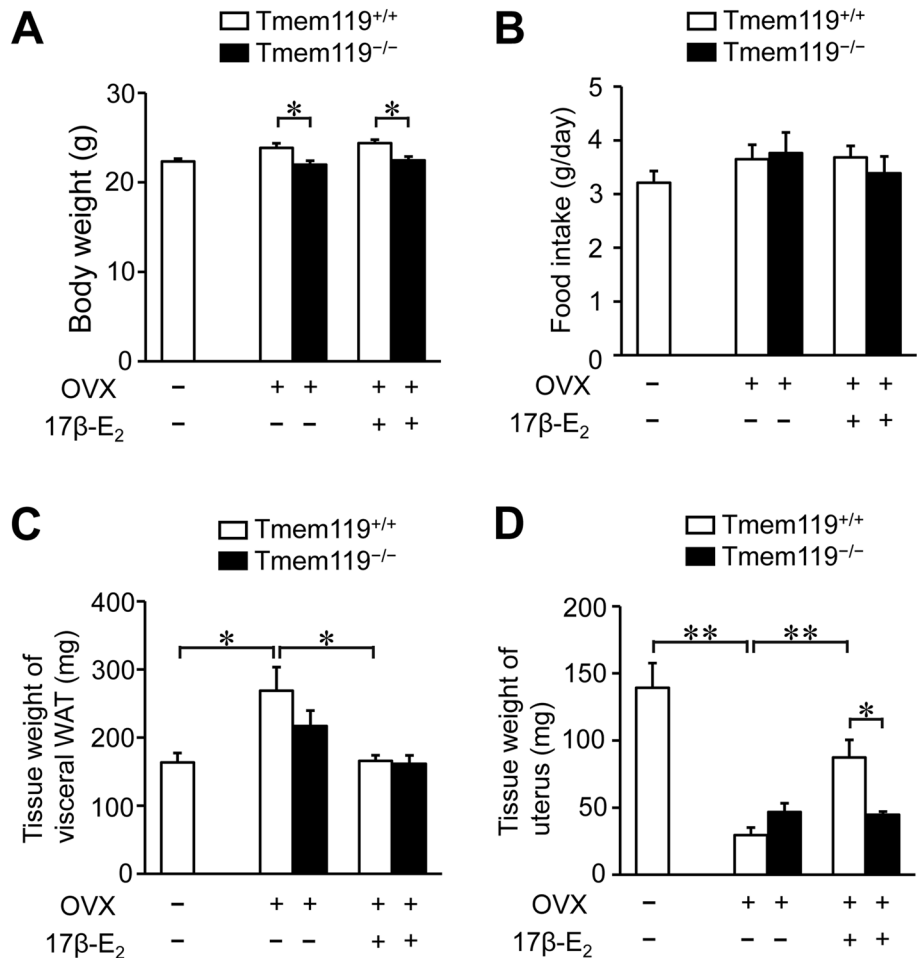 A
Tmem119+/+
Tmem119−/−
Body weight (g)
30
20
10
0
*
*
OVX − + + + +
17β-E2 − − − + +
B
Tmem119+/+
Tmem119−/−
Food intake (g/day)
5
4
3
2
1
0
OVX − + + + +
17β-E2 − − − + +
C
Tmem119+/+
Tmem119−/−
Tissue weight of
visceral WAT (mg)
400
300
200
100
0
*
*
OVX − + + + +
17β-E2 − − − + +
D
Tmem119+/+
Tmem119−/−
Tissue weight of
uterus (mg)
200
150
100
50
0
**
**
*
OVX − + + + +
17β-E2 − − − + +